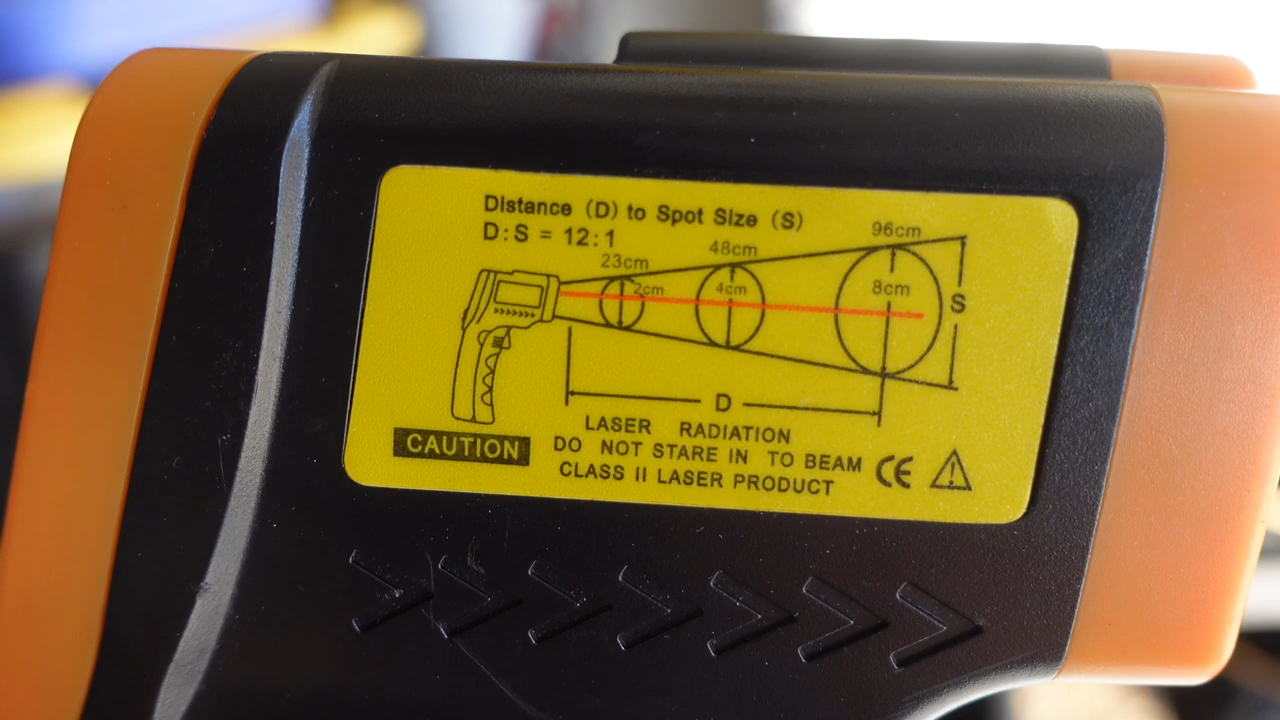 Distance (D) to Spot Size (S)
D:S = 12:1
23cm
48cm
96cm
2cm
4cm
8cm
S
D
CAUTION
LASER RADIATION
DO NOT STARE IN TO BEAM
CLASS II LASER PRODUCT
CE